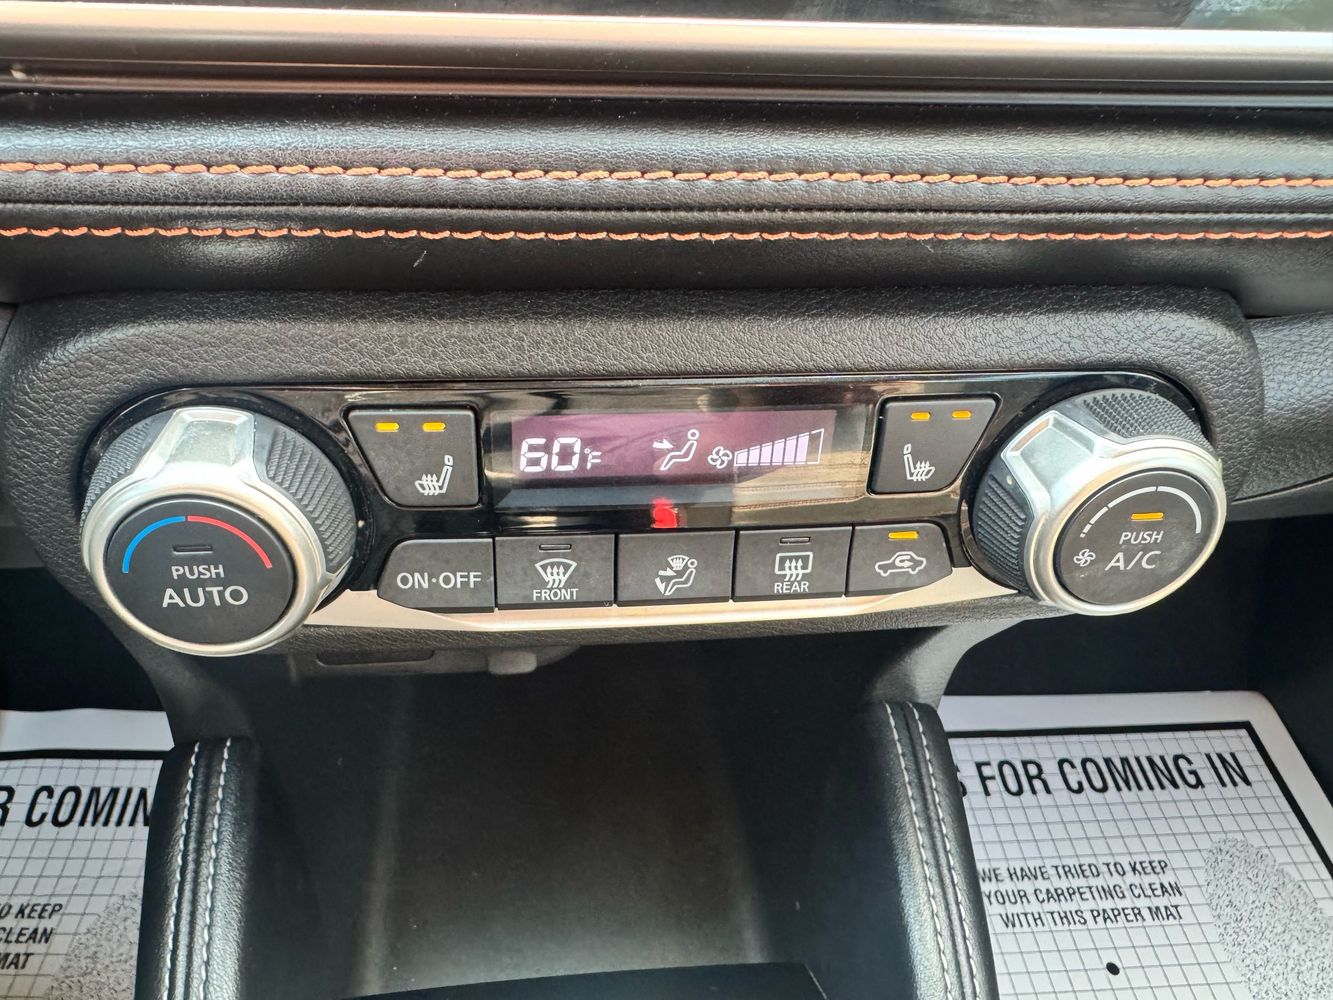 60°F
PUSH
AUTO
ON·OFF
FRONT
REAR
PUSH
A/C
R COMIN
O KEEP
CLEAN
MAT
S FOR COMING IN
WE HAVE TRIED TO KEEP
YOUR CARPETING CLEAN
WITH THIS PAPER MAT